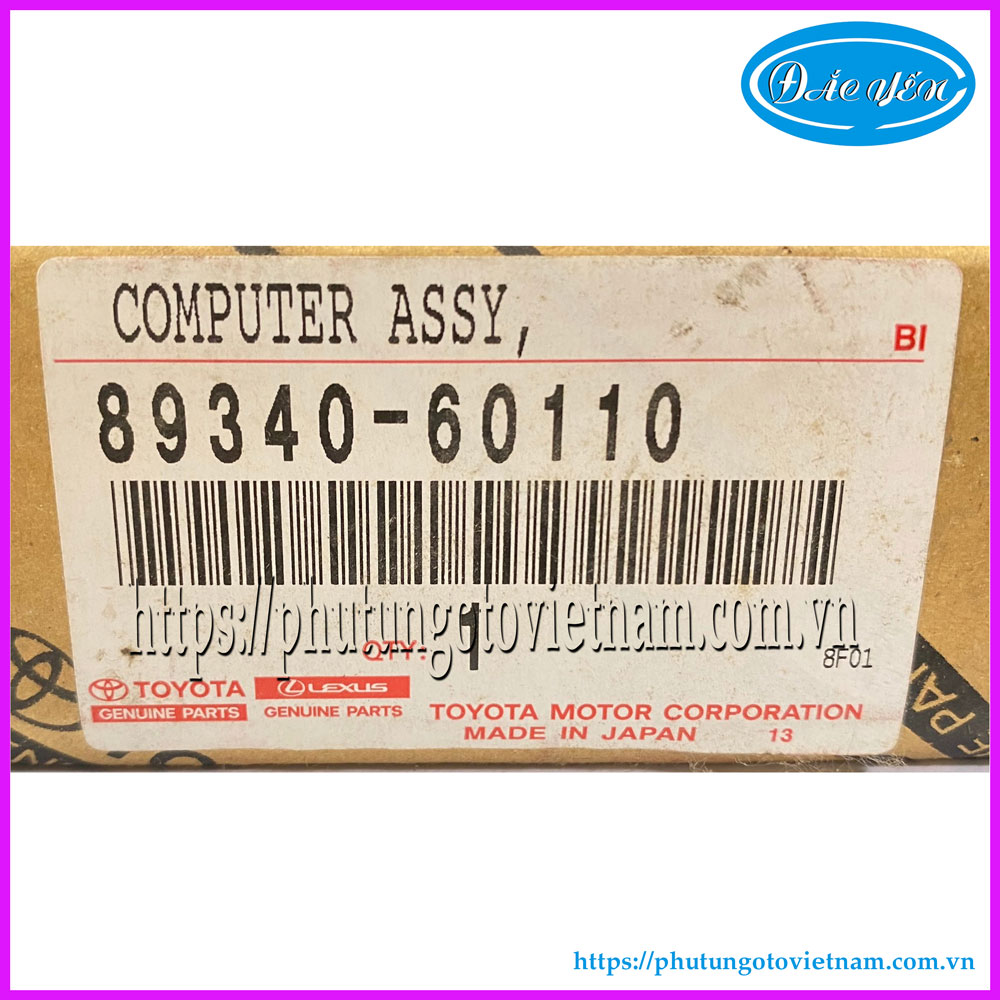 ĐẮC YẾN
COMPUTER ASSY,
BI
89340-60110
https://phutungotovietnam.com.vn
QTY: 1
8F01
TOYOTA LEXUS
GENUINE PARTS GENUINE PARTS
TOYOTA MOTOR CORPORATION
MADE IN JAPAN 13
https://phutungotovietnam.com.vn